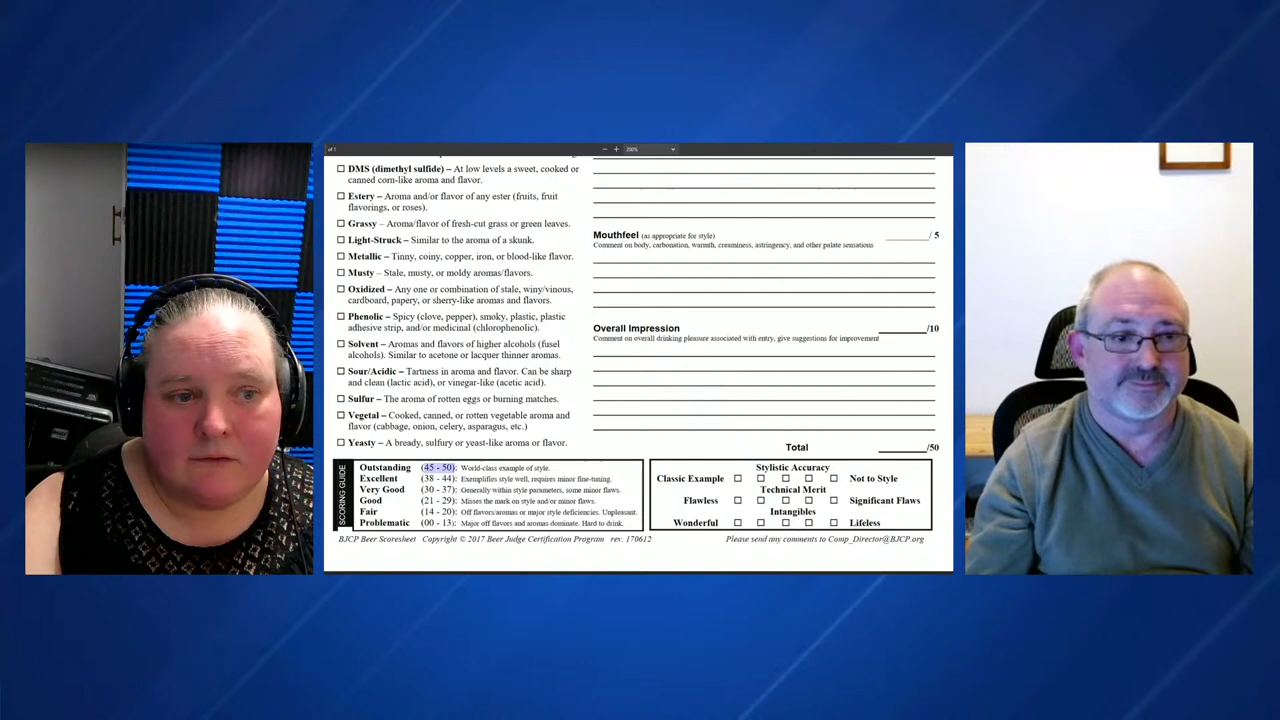 of 1
200%
DMS (dimethyl sulfide) – At low levels a sweet, cooked or
canned corn-like aroma and flavor.
Estery – Aroma and/or flavor of any ester (fruits, fruit
flavorings, or roses).
Grassy – Aroma/flavor of fresh-cut grass or green leaves.
Light-Struck – Similar to the aroma of a skunk.
Metallic – Tinny, coiny, copper, iron, or blood-like flavor.
Musty – Stale, musty, or moldy aromas/flavors.
Oxidized – Any one or combination of stale, winy/vinous,
cardboard, papery, or sherry-like aromas and flavors.
Phenolic – Spicy (clove, pepper), smoky, plastic, plastic
adhesive strip, and/or medicinal (chlorophenolic).
Solvent – Aromas and flavors of higher alcohols (fusel
alcohols). Similar to acetone or lacquer thinner aromas.
Sour/Acidic – Tartness in aroma and flavor. Can be sharp
and clean (lactic acid), or vinegar-like (acetic acid).
Sulfur – The aroma of rotten eggs or burning matches.
Vegetal – Cooked, canned, or rotten vegetable aroma and
flavor (cabbage, onion, celery, asparagus, etc.)
Yeasty – A bready, sulfury or yeast-like aroma or flavor.
Mouthfeel (as appropriate for style) / 5
Comment on body, carbonation, warmth, creaminess, astringency, and other palate sensations
Overall Impression /10
Comment on overall drinking pleasure associated with entry, give suggestions for improvement
Total /50
SCORING GUIDE
Outstanding (45 - 50): World-class example of style.
Excellent (38 - 44): Exemplifies style well, requires minor fine-tuning.
Very Good (30 - 37): Generally within style parameters, some minor flaws.
Good (21 - 29): Misses the mark on style and/or minor flaws.
Fair (14 - 20): Off flavors/aromas or major style deficiencies. Unpleasant.
Problematic (00 - 13): Major off flavors and aromas dominate. Hard to drink.
Stylistic Accuracy
Classic Example Not to Style
Technical Merit
Flawless Significant Flaws
Intangibles
Wonderful Lifeless
BJCP Beer Scoresheet Copyright © 2017 Beer Judge Certification Program rev. 170612 Please send any comments to Comp_Director@BJCP.org